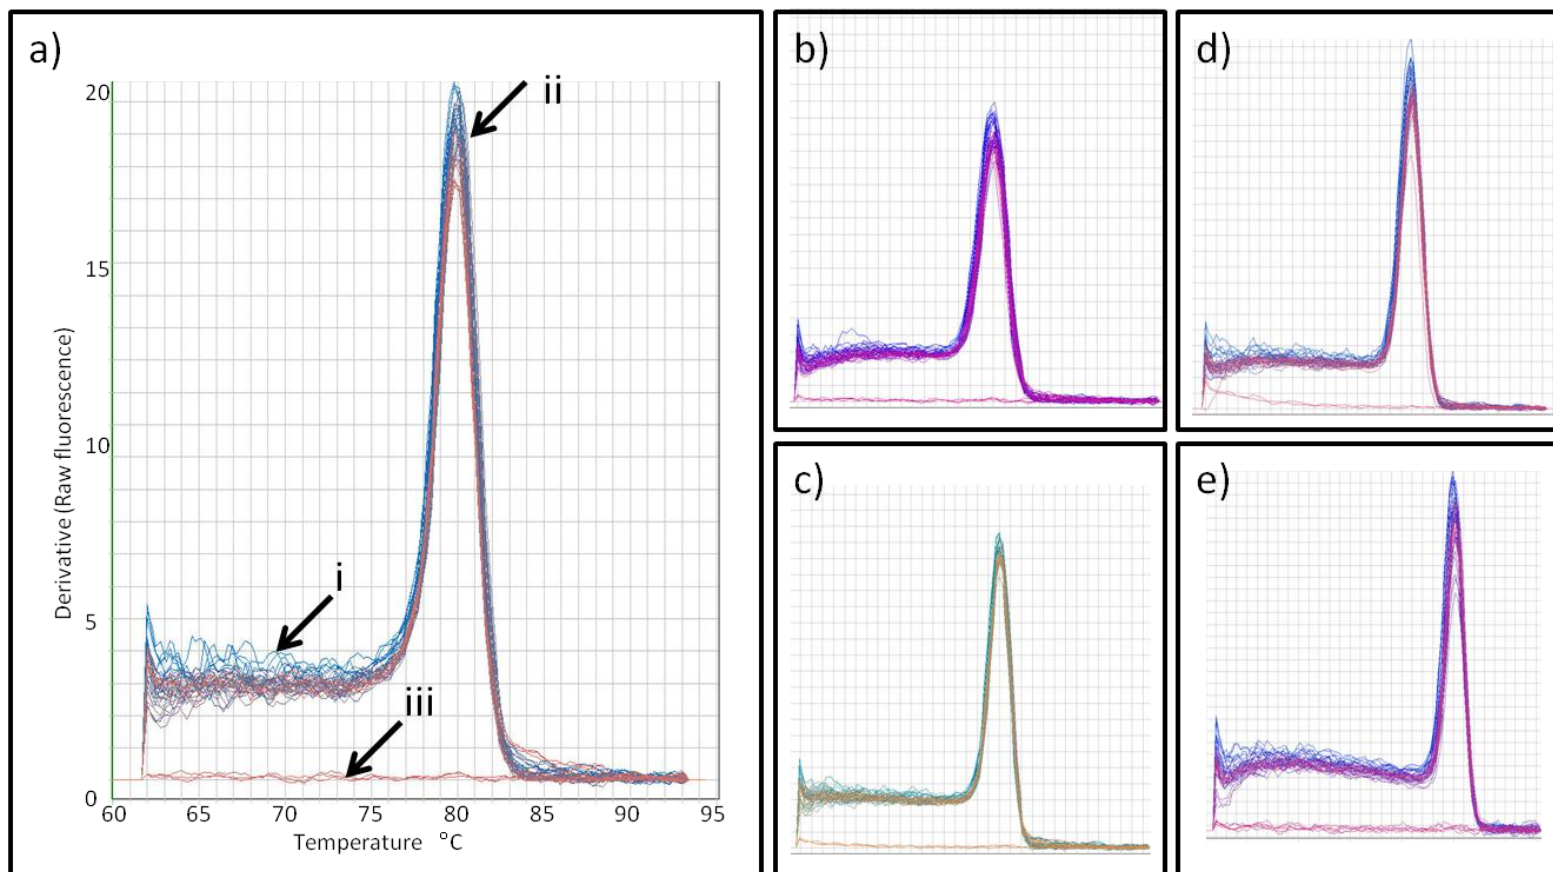 a)
ii
i
iii
Derivative (Raw fluorescence)
20
15
10
5
0
60 65 70 75 80 85 90 95
Temperature °C
b)
c)
d)
e)